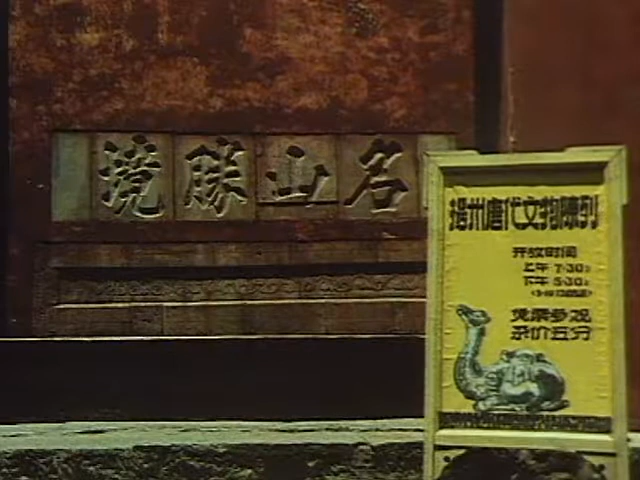 名山勝境
扬州唐代文物陈列
开放时间
上午 7:30
下午 5:30
凭票参观
票价五分